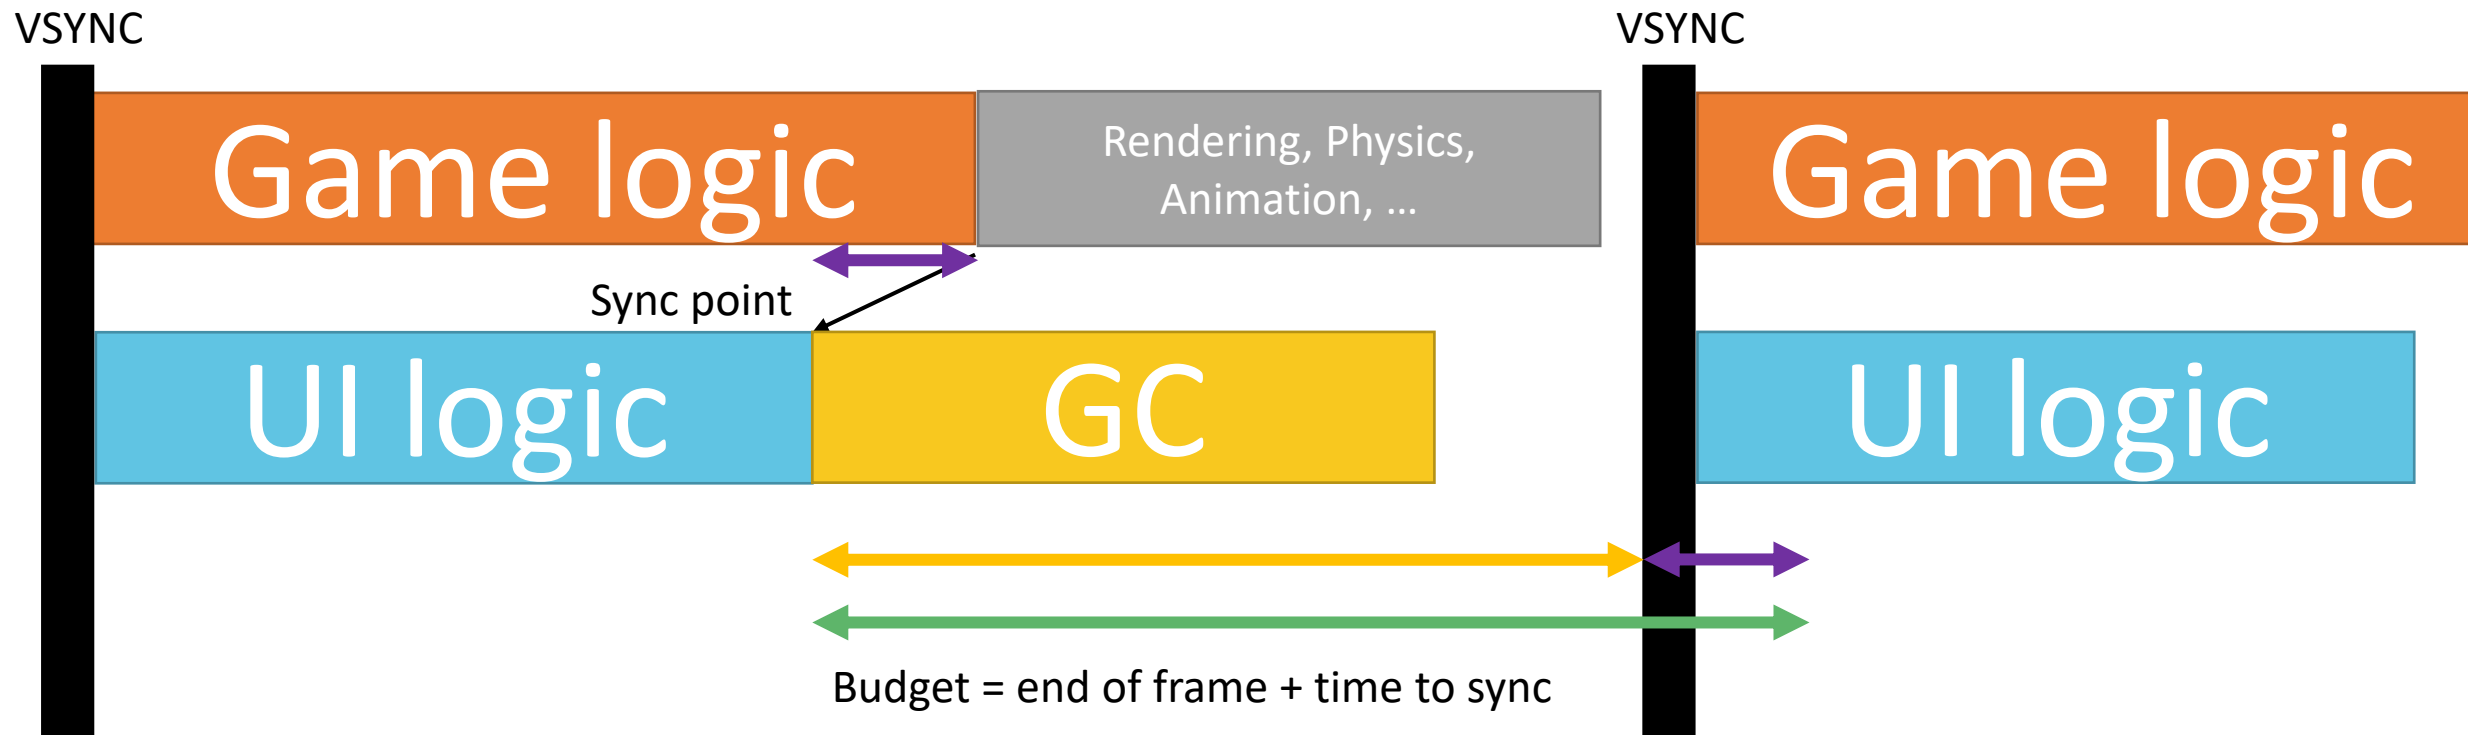 VSYNC
VSYNC
Game logic
Rendering, Physics,
Animation, ...
Game logic
Sync point
UI logic
GC
UI logic
Budget = end of frame + time to sync